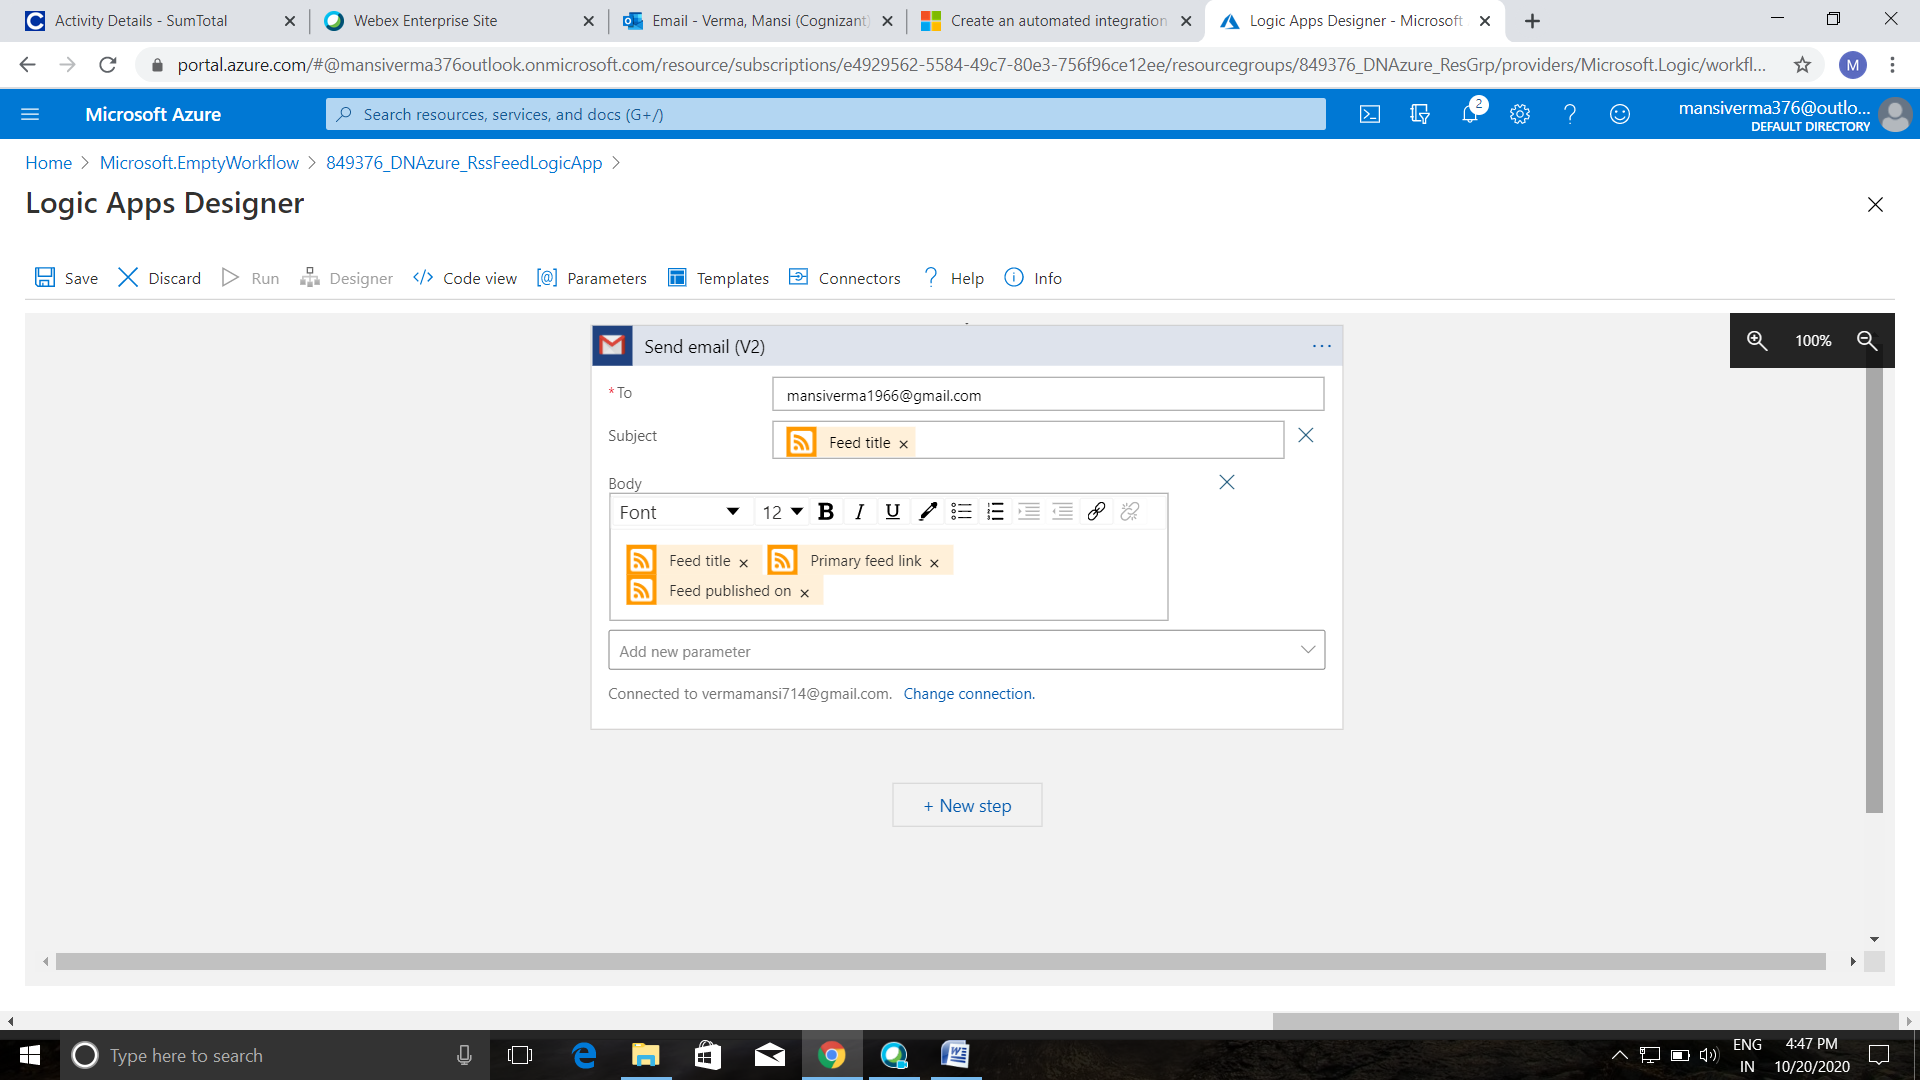 Activity Details - SumTotal
Webex Enterprise Site
Email - Verma, Mansi (Cognizant)
Create an automated integration
Logic Apps Designer - Microsoft
portal.azure.com/#@mansiverma376outlook.onmicrosoft.com/resource/subscriptions/e4929562-5584-49c7-80e3-756f96ce12ee/resourcegroups/849376_DNAzure_ResGrp/providers/Microsoft.Logic/workfl...
M
Microsoft Azure
Search resources, services, and docs (G+/)
2
mansiverma376@outlo...
DEFAULT DIRECTORY
Home > Microsoft.EmptyWorkflow > 849376_DNAzure_RssFeedLogicApp >
Logic Apps Designer
Save Discard Run Designer Code view Parameters Templates Connectors Help Info
Send email (V2)
100%
* To
mansiverma1966@gmail.com
Subject
Feed title ×
Body
Font 12 B I U
Feed title × Primary feed link ×
Feed published on ×
Add new parameter
Connected to vermamansi714@gmail.com. Change connection.
+ New step
Type here to search
ENG
IN
4:47 PM
10/20/2020